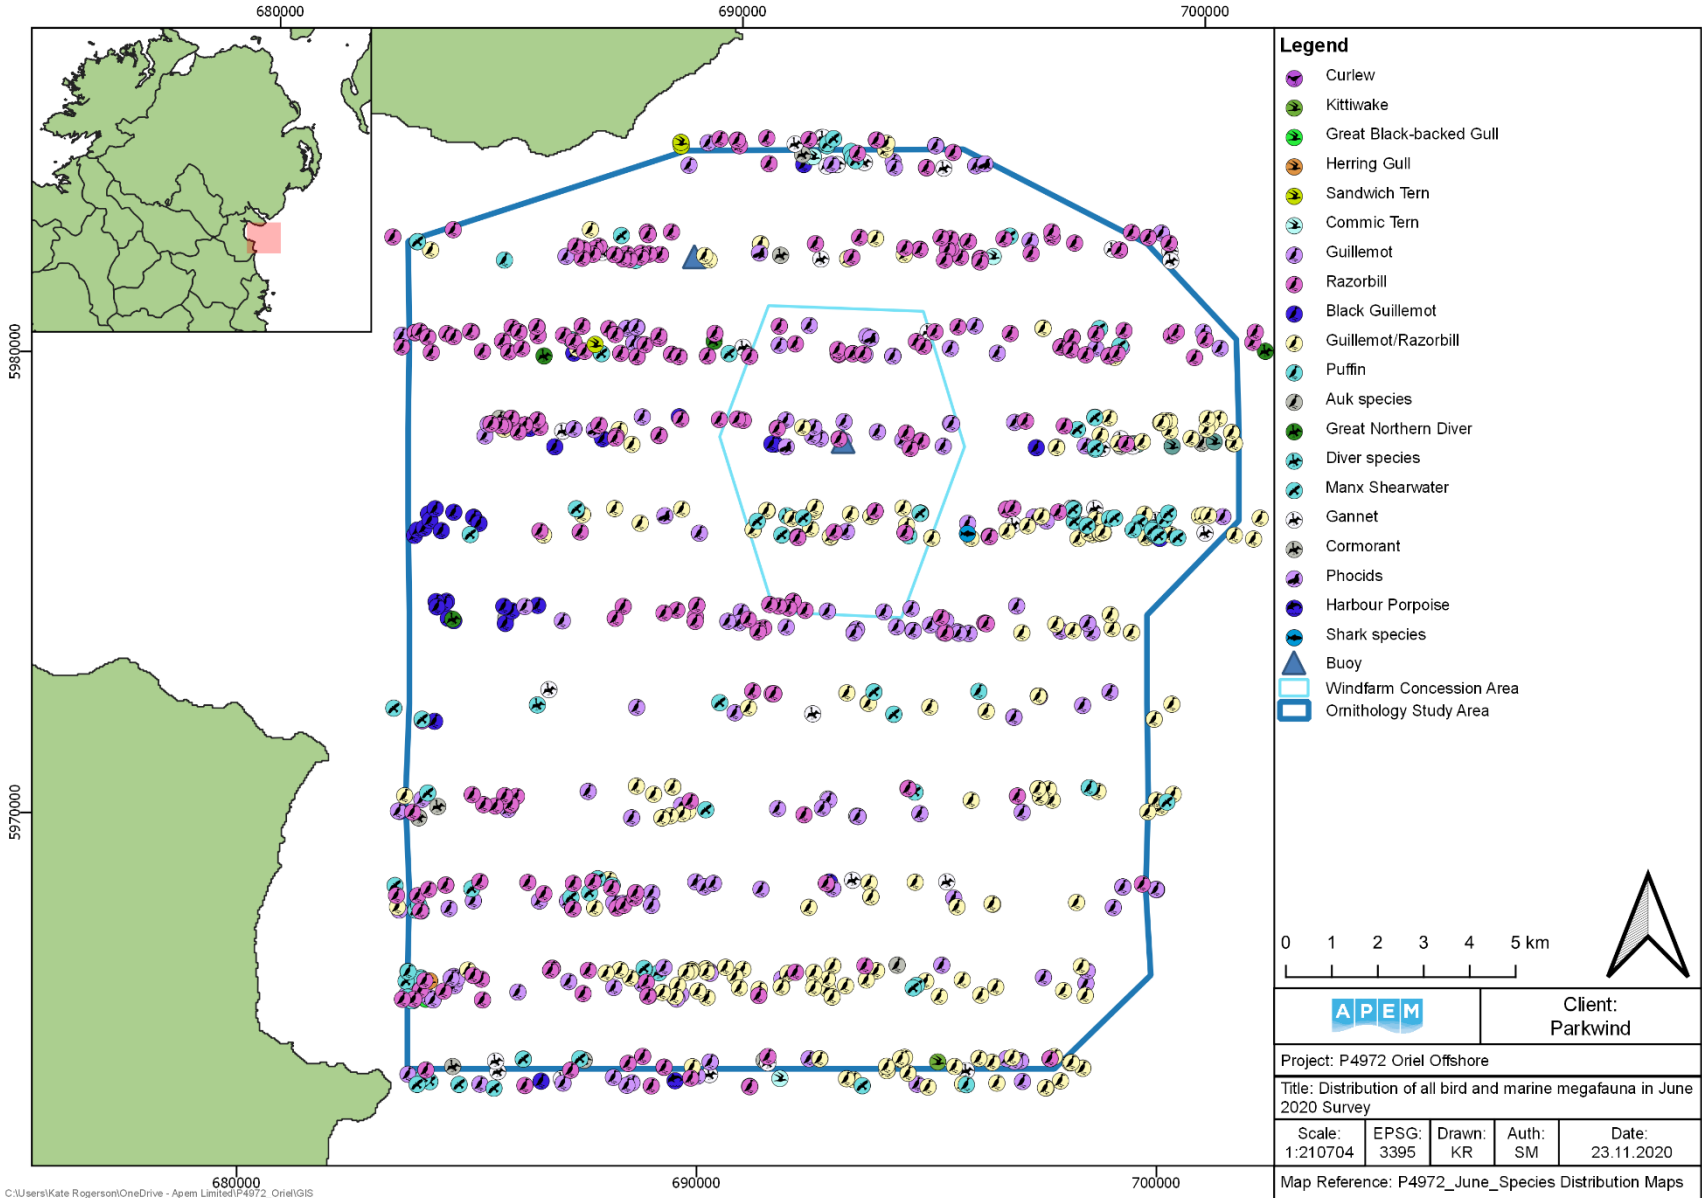 680000 690000 700000
5980000
5970000
680000 690000 700000
Legend
Curlew
Kittiwake
Great Black-backed Gull
Herring Gull
Sandwich Tern
Commic Tern
Guillemot
Razorbill
Black Guillemot
Guillemot/Razorbill
Puffin
Auk species
Great Northern Diver
Diver species
Manx Shearwater
Gannet
Cormorant
Phocids
Harbour Porpoise
Shark species
Buoy
Windfarm Concession Area
Ornithology Study Area
0 1 2 3 4 5 km
APEM
Client:
Parkwind
Project: P4972 Oriel Offshore
Title: Distribution of all bird and marine megafauna in June
2020 Survey
Scale: EPSG: Drawn: Auth: Date:
1:210704 3395 KR SM 23.11.2020
Map Reference: P4972_June_Species Distribution Maps
C:\Users\Kate Rogerson\OneDrive - Apem Limited\P4972_Oriel\GIS